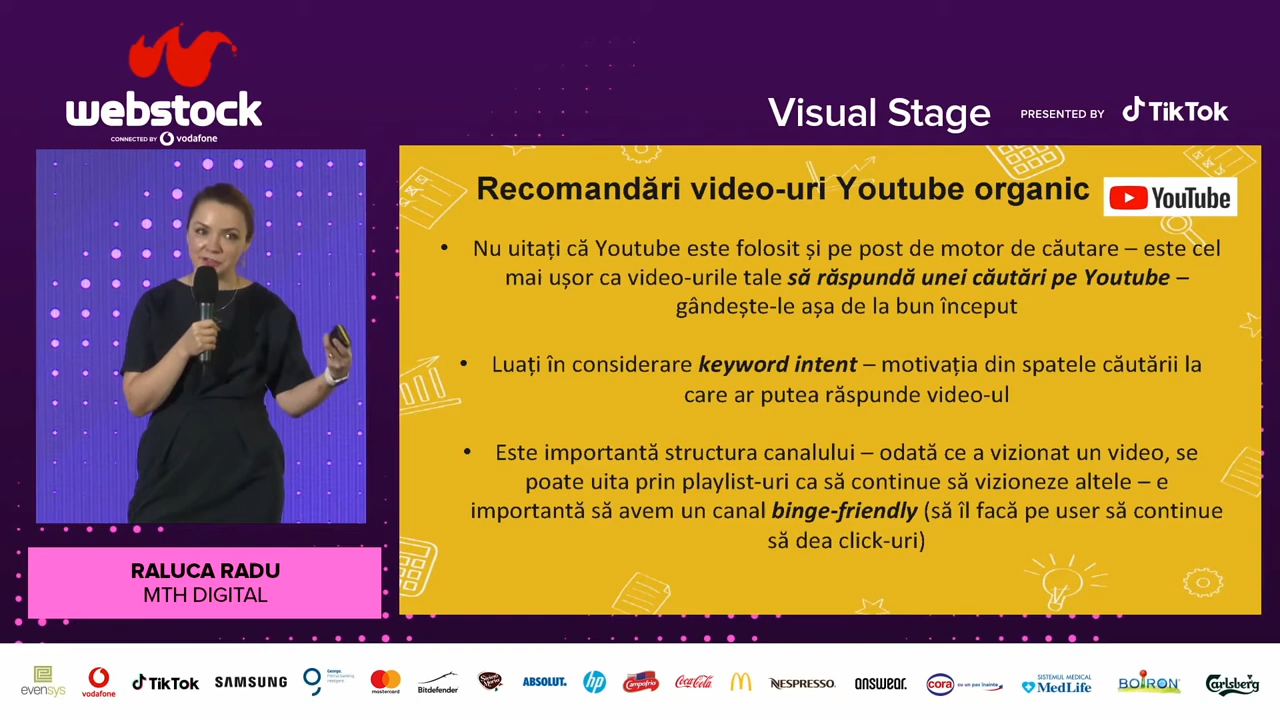 webstock
CONNECTED BY vodafone
Visual Stage PRESENTED BY TikTok
Recomandări video-uri Youtube organic YouTube
• Nu uitați că Youtube este folosit și pe post de motor de căutare – este cel
mai ușor ca video-urile tale să răspundă unei căutări pe Youtube –
gândește-le așa de la bun început
• Luați în considerare keyword intent – motivația din spatele căutării la
care ar putea răspunde video-ul
• Este importantă structura canalului – odată ce a vizionat un video, se
poate uita prin playlist-uri ca să continue să vizioneze altele – e
importantă să avem un canal binge-friendly (să îl facă pe user să continue
să dea click-uri)
RALUCA RADU
MTH DIGITAL
evensys vodafone TikTok SAMSUNG George mastercard Bitdefender ABSOLUT. hp Campofrio Coca-Cola NESPRESSO. answear. cora cu un pas înainte SISTEMUL MEDICAL MedLife BOIRON Carlsberg